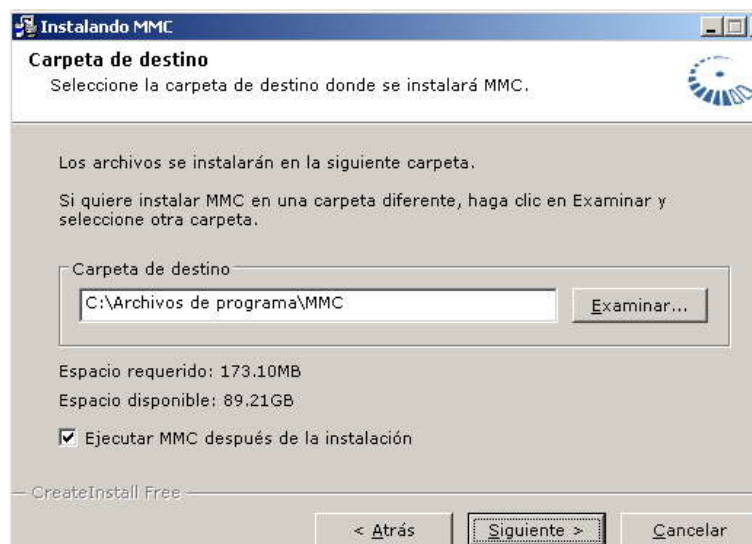 Instalando MMC
Carpeta de destino
Seleccione la carpeta de destino donde se instalará MMC.
Los archivos se instalarán en la siguiente carpeta.
Si quiere instalar MMC en una carpeta diferente, haga clic en Examinar y
seleccione otra carpeta.
Carpeta de destino
C:\Archivos de programa\MMC
Examinar...
Espacio requerido: 173.10MB
Espacio disponible: 89.21GB
Ejecutar MMC después de la instalación
CreateInstall Free
< Atrás
Siguiente >
Cancelar